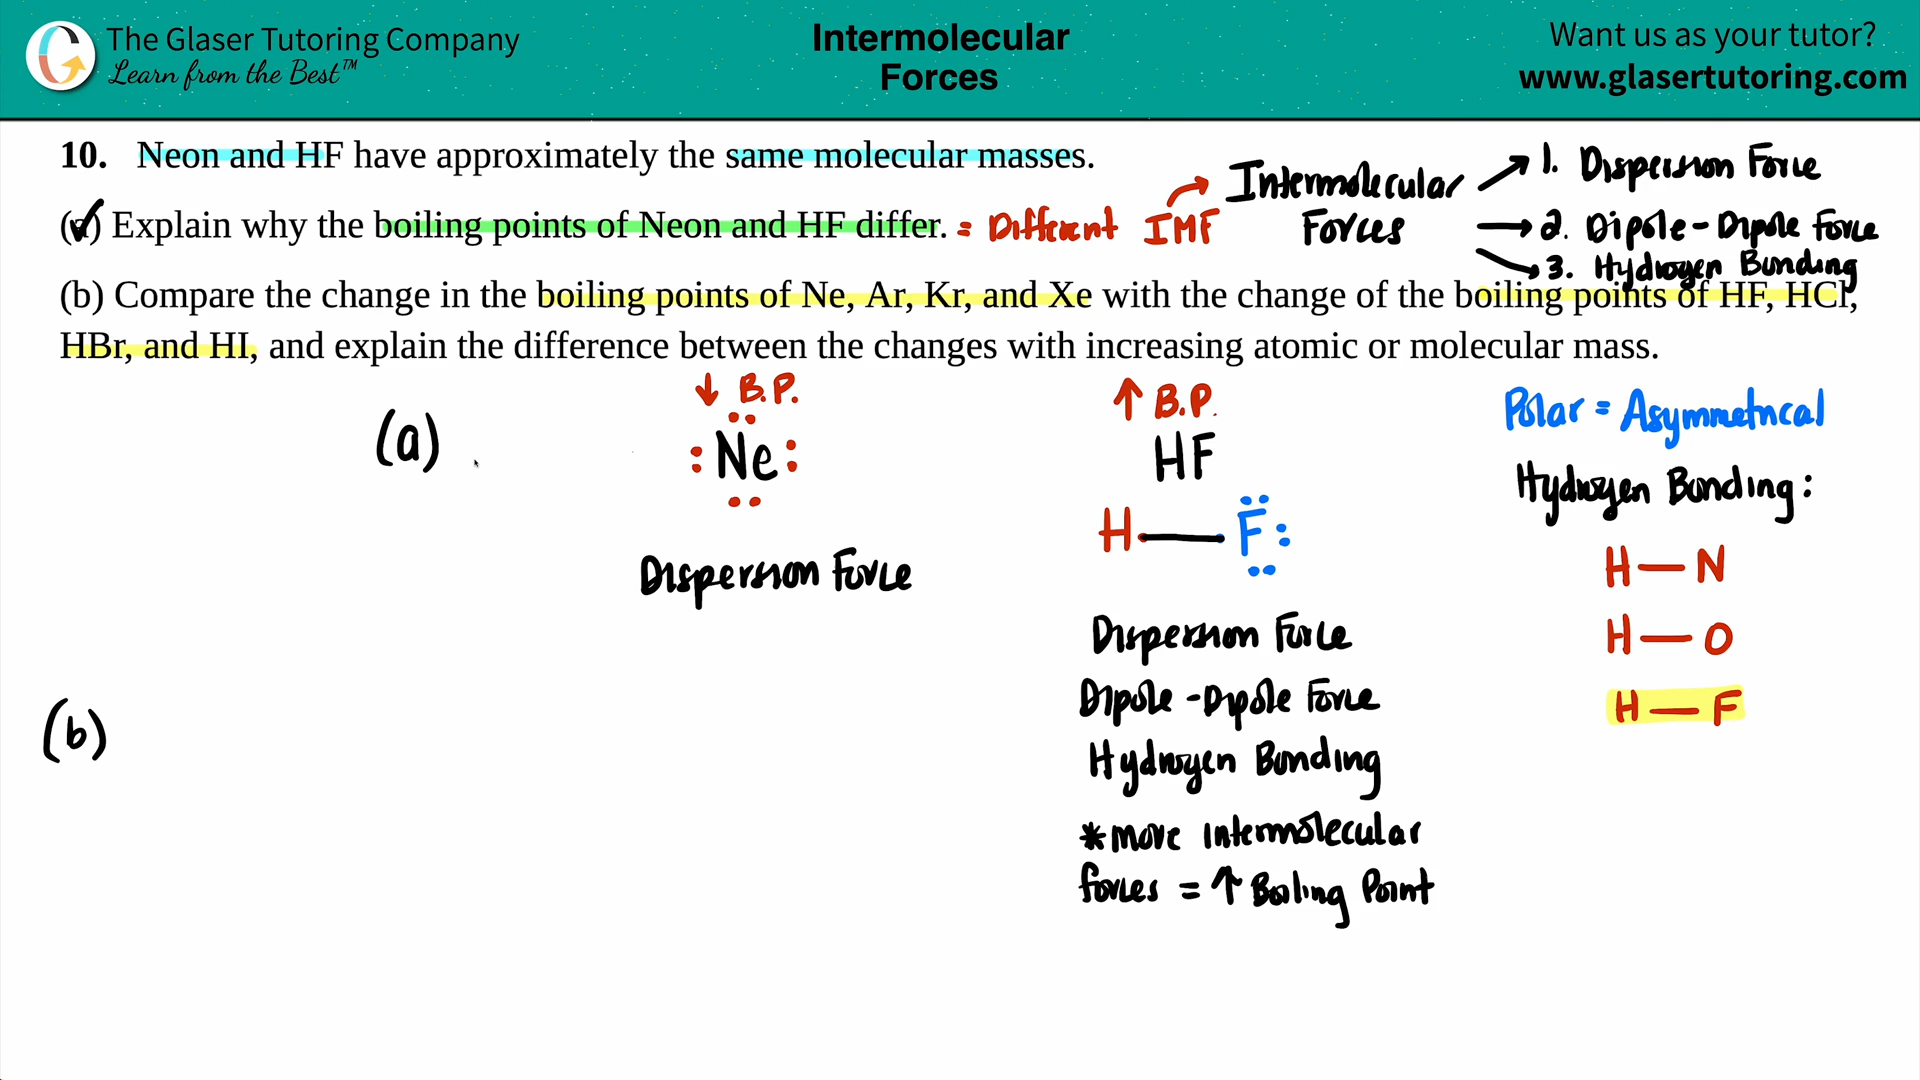 The Glaser Tutoring Company
Learn from the Best™
Intermolecular
Forces
Want us as your tutor?
www.glasertutoring.com
10. Neon and HF have approximately the same molecular masses.
(a) Explain why the boiling points of Neon and HF differ. = Different IMF
Intermolecular
Forces
1. Dispersion Force
2. Dipole-Dipole Force
3. Hydrogen Bonding
(b) Compare the change in the boiling points of Ne, Ar, Kr, and Xe with the change of the boiling points of HF, HCl,
HBr, and HI, and explain the difference between the changes with increasing atomic or molecular mass.
(a)
↓ B.P.
Ne
Dispersion Force
↑ B.P.
HF
H—F
Dispersion Force
Dipole-Dipole Force
Hydrogen Bonding
*more intermolecular
forces = ↑ Boiling Point
Polar = Asymmetrical
Hydrogen Bonding:
H—N
H—O
H—F
(b)